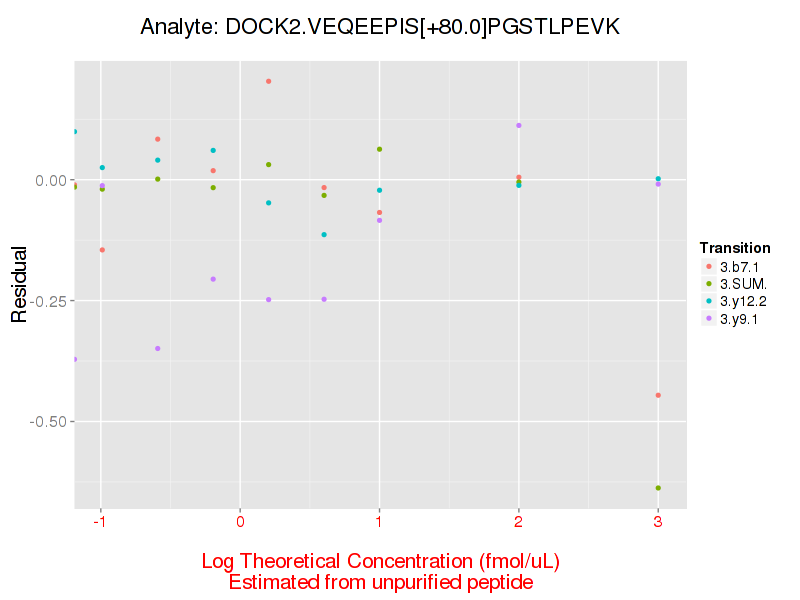 Analyte: DOCK2.VEQEEPIS[+80.0]PGSTLPEVK
Residual
0.00
-0.25
-0.50
-1
0
1
2
3
Log Theoretical Concentration (fmol/uL)
Estimated from unpurified peptide
Transition
3.b7.1
3.SUM.
3.y12.2
3.y9.1